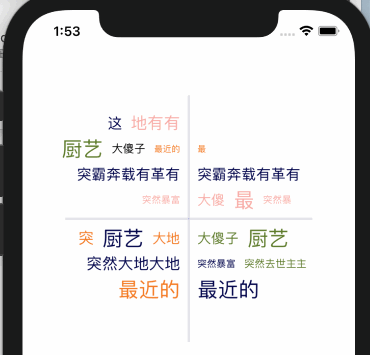 1:53
这 地有有
厨艺 大傻子 最近的 最
突霸奔载有革有 突霸奔载有革有
突然暴富 大傻 最 突然暴
突 厨艺 大地 大傻子 厨艺
突然大地大地 突然暴富 突然去世主主
最近的 最近的